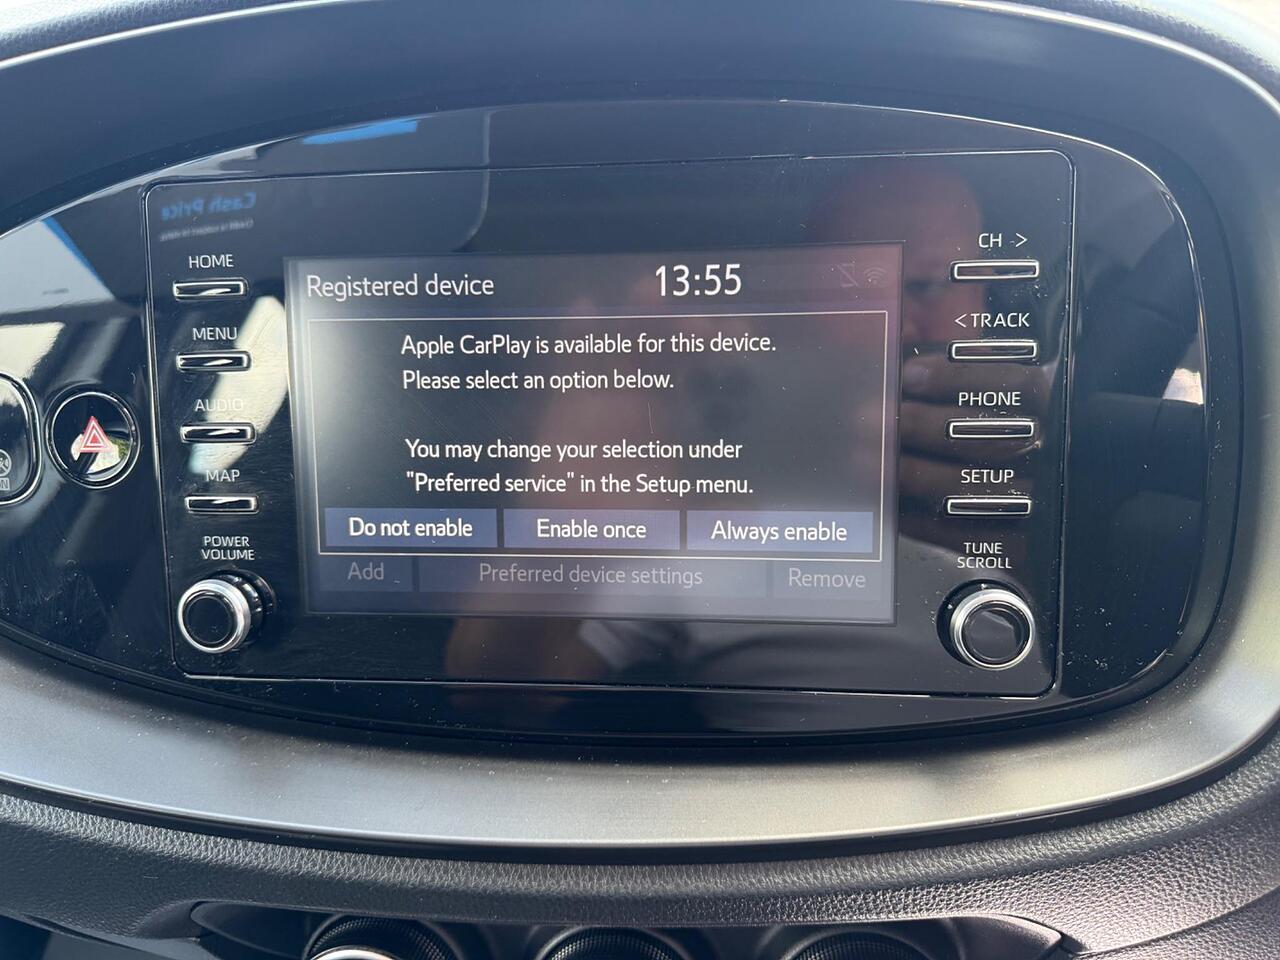 Cash Price
HOME
MENU
AUDIO
MAP
POWER
VOLUME
Registered device
13:55
Apple CarPlay is available for this device.
Please select an option below.
You may change your selection under
"Preferred service" in the Setup menu.
Do not enable
Enable once
Always enable
Add
Preferred device settings
Remove
CH >
< TRACK
PHONE
SETUP
TUNE
SCROLL